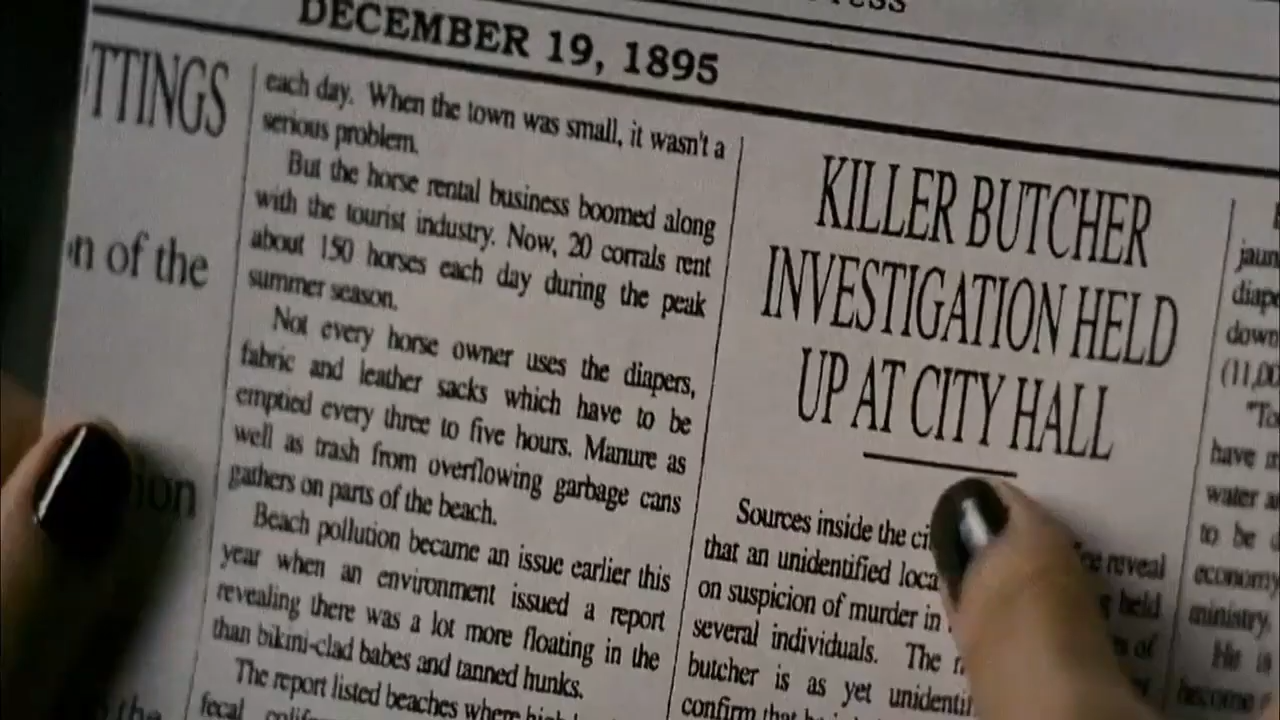 DECEMBER 19, 1895
TTINGS
n of the
the
each day. When the town was small, it wasn't a
serious problem.
But the horse rental business boomed along
with the tourist industry. Now, 20 corrals rent
about 150 horses each day during the peak
summer season.
Not every horse owner uses the diapers,
fabric and leather sacks which have to be
emptied every three to five hours. Manure as
well as trash from overflowing garbage cans
gathers on parts of the beach.
Beach pollution became an issue earlier this
year when an environment issued a report
revealing there was a lot more floating in the
than bikini-clad babes and tanned hunks.
The report listed beaches where high
fecal
KILLER BUTCHER
INVESTIGATION HELD
UP AT CITY HALL
Sources inside the ci reveal
that an unidentified loca held
on suspicion of murder in of
several individuals. The
butcher is as yet unidentif
confirm that
jaun
diape
down
(11,00
"To
have
water a
to be
economy
ministry.
He is
become